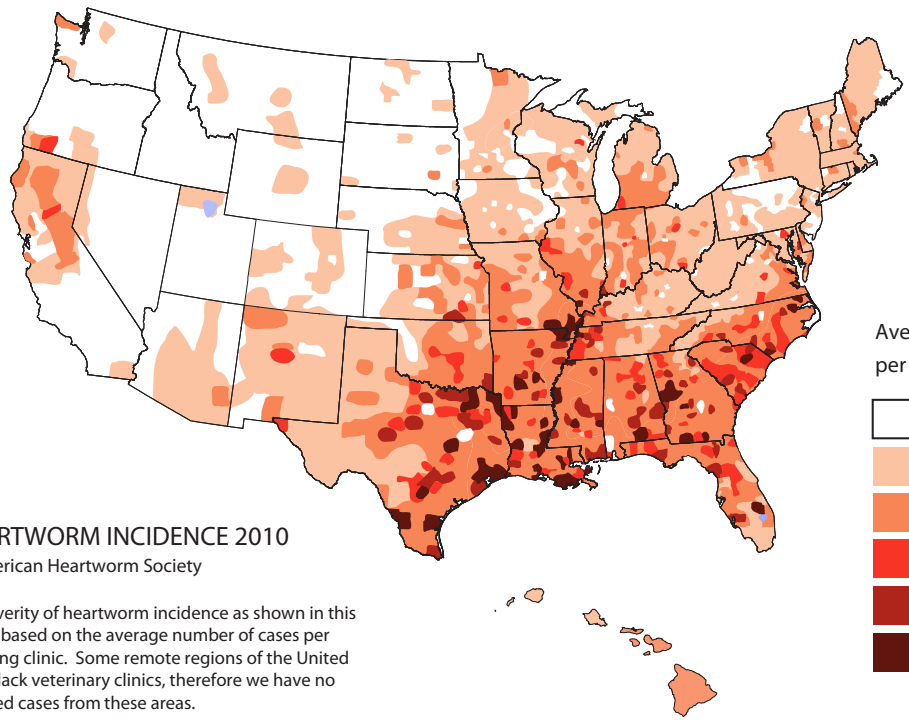 Ave
per
ARTWORM INCIDENCE 2010
erican Heartworm Society
verity of heartworm incidence as shown in this
based on the average number of cases per
ng clinic. Some remote regions of the United
lack veterinary clinics, therefore we have no
ed cases from these areas.